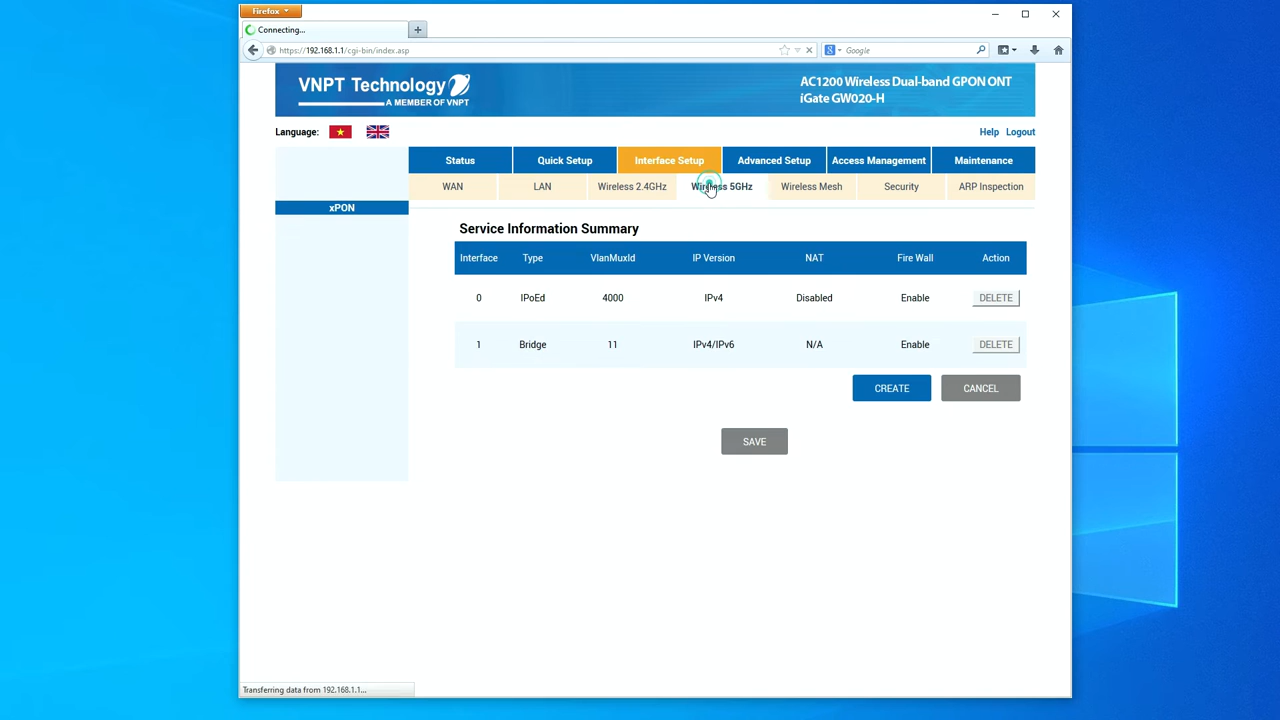 Firefox
Connecting...
https://192.168.1.1/cgi-bin/index.asp
Google
VNPT Technology
A MEMBER OF VNPT
AC1200 Wireless Dual-band GPON ONT
iGate GW020-H
Language:
Help Logout
Status Quick Setup Interface Setup Advanced Setup Access Management Maintenance
WAN LAN Wireless 2.4GHz Wireless 5GHz Wireless Mesh Security ARP Inspection
xPON
Service Information Summary
Interface Type VlanMuxId IP Version NAT Fire Wall Action
0 IPoEd 4000 IPv4 Disabled Enable DELETE
1 Bridge 11 IPv4/IPv6 N/A Enable DELETE
CREATE CANCEL
SAVE
Transferring data from 192.168.1.1...